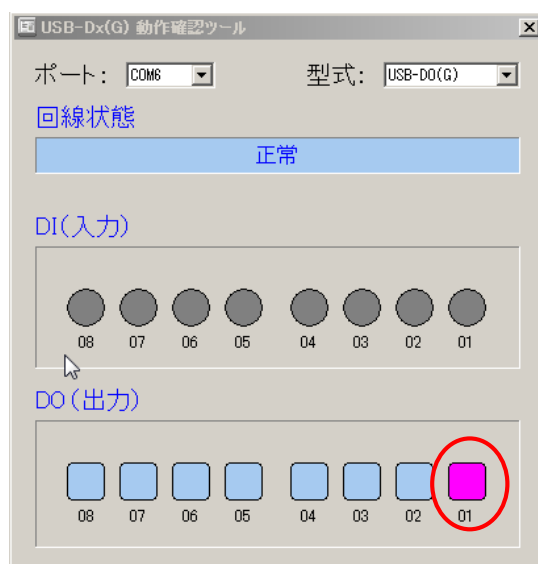 USB-Dx(G) 動作確認ツール
ポート: COM6 型式: USB-DO(G)
回線状態
正常
DI(入力)
08 07 06 05 04 03 02 01
DO(出力)
08 07 06 05 04 03 02 01